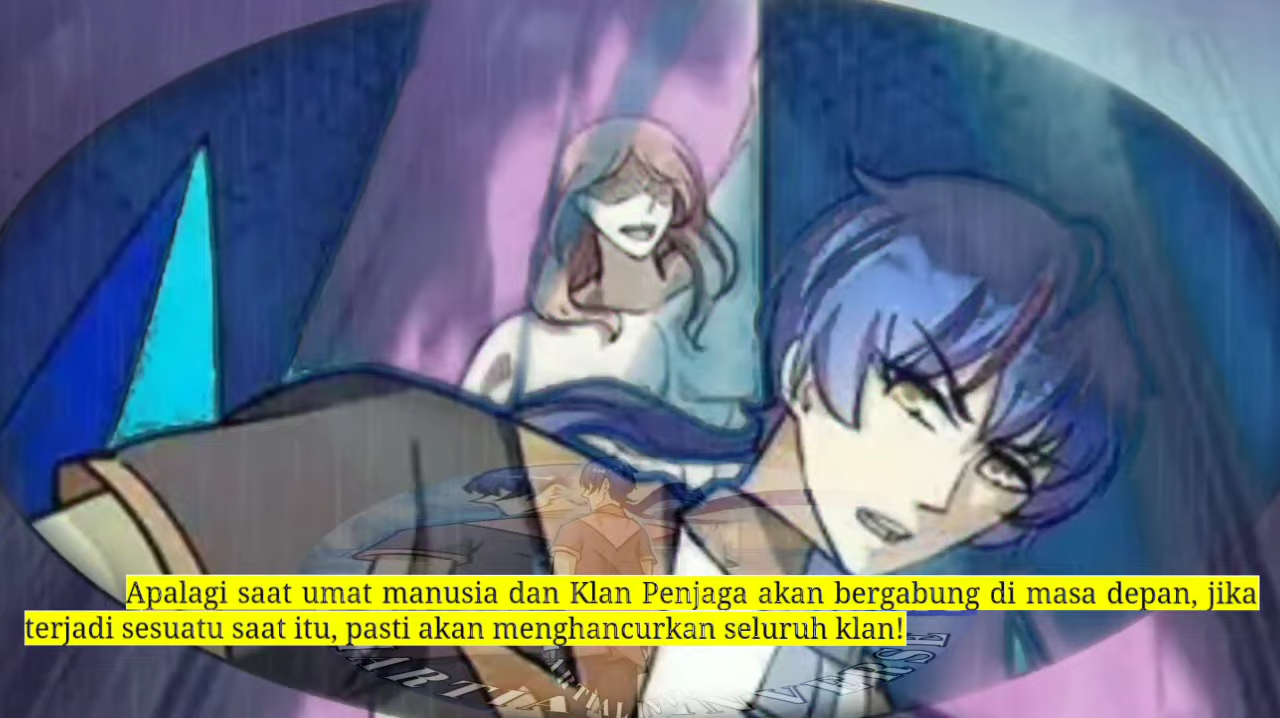 Apalagi saat umat manusia dan Klan Penjaga akan bergabung di masa depan, jika
terjadi sesuatu saat itu, pasti akan menghancurkan seluruh klan!